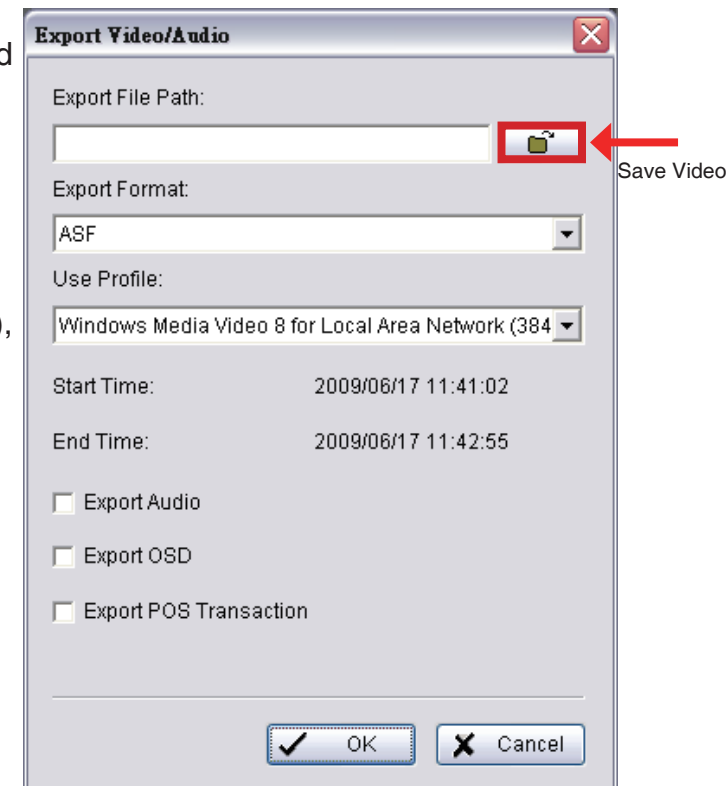 Export Video/Audio
d
Export File Path:
Save Video
Export Format:
ASF
Use Profile:
),
Windows Media Video 8 for Local Area Network (384
Start Time: 2009/06/17 11:41:02
End Time: 2009/06/17 11:42:55
Export Audio
Export OSD
Export POS Transaction
OK Cancel